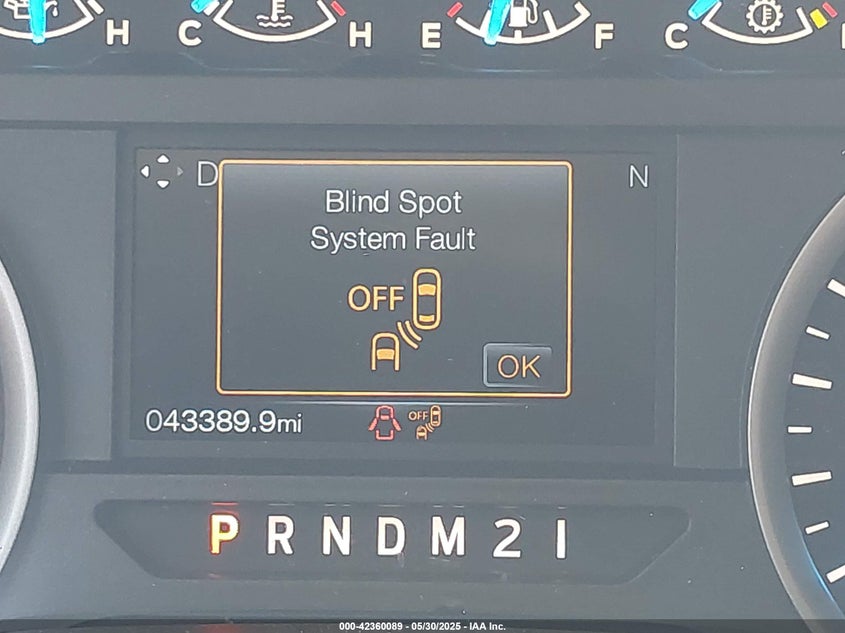 H C H E F C
D N
Blind Spot
System Fault
OFF
OK
043389.9mi OFF
P R N D M 2 1
000-42360089 - 05/30/2025 - IAA Inc.